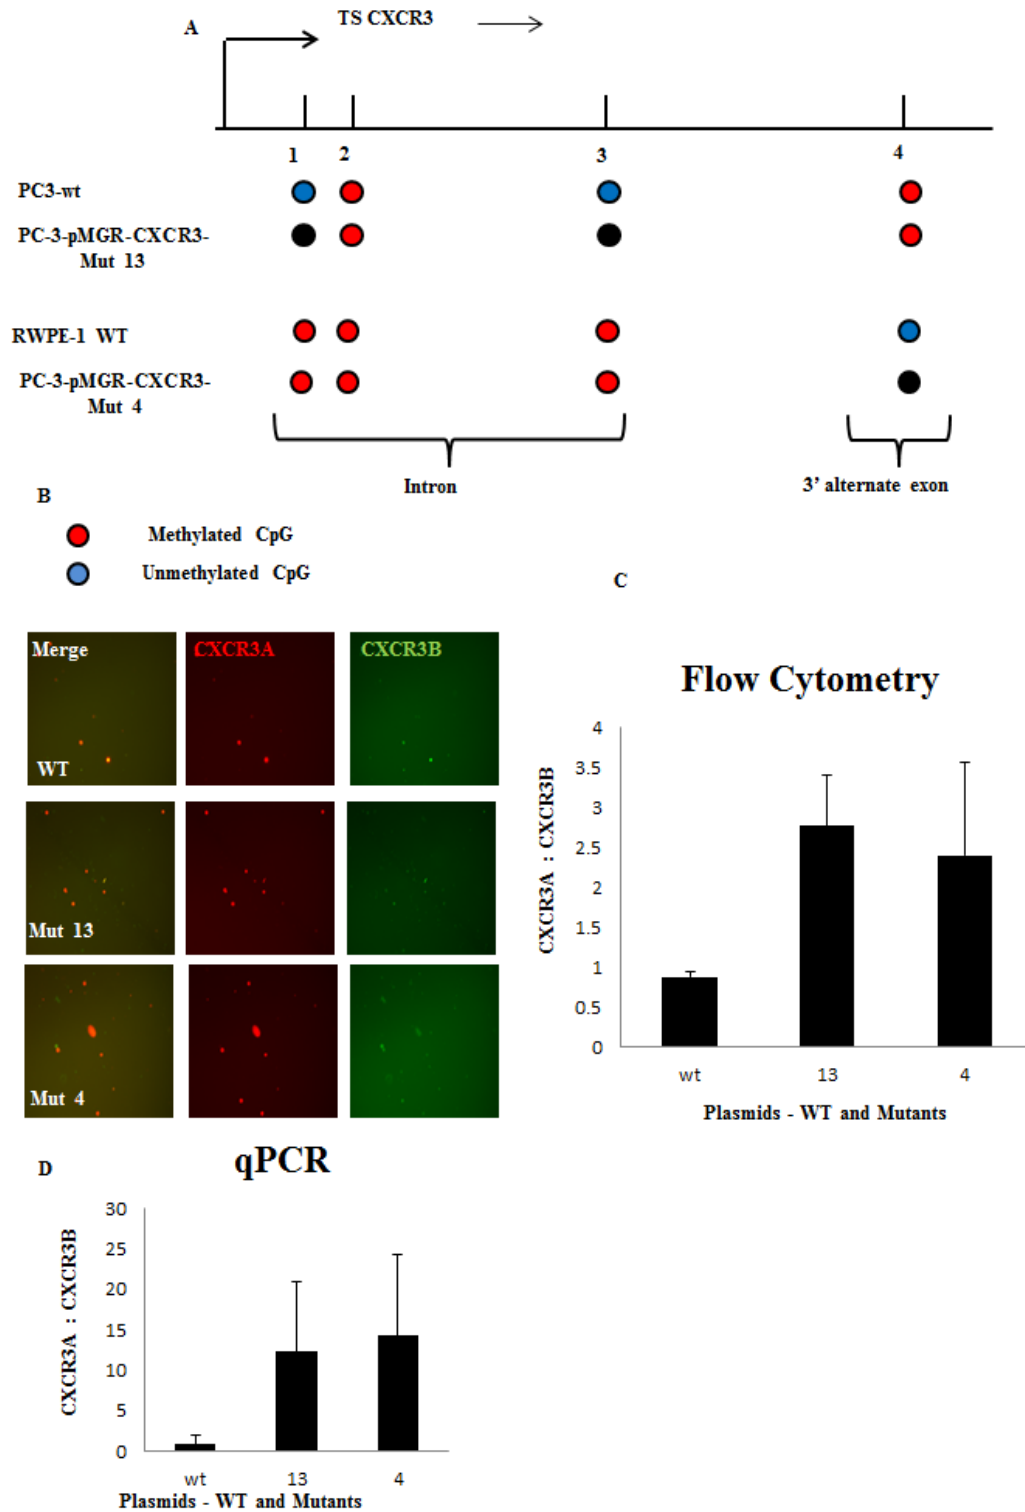 A
TS CXCR3
1 2 3 4
PC3-wt
PC-3-pMGR-CXCR3-
Mut 13
RWPE-1 WT
PC-3-pMGR-CXCR3-
Mut 4
Intron
3’ alternate exon
B
Methylated CpG
Unmethylated CpG
Merge
CXCR3A
CXCR3B
WT
Mut 13
Mut 4
C
Flow Cytometry
CXCR3A : CXCR3B
4
3.5
3
2.5
2
1.5
1
0.5
0
wt 13 4
Plasmids - WT and Mutants
D
qPCR
CXCR3A : CXCR3B
30
25
20
15
10
5
0
wt 13 4
Plasmids - WT and Mutants